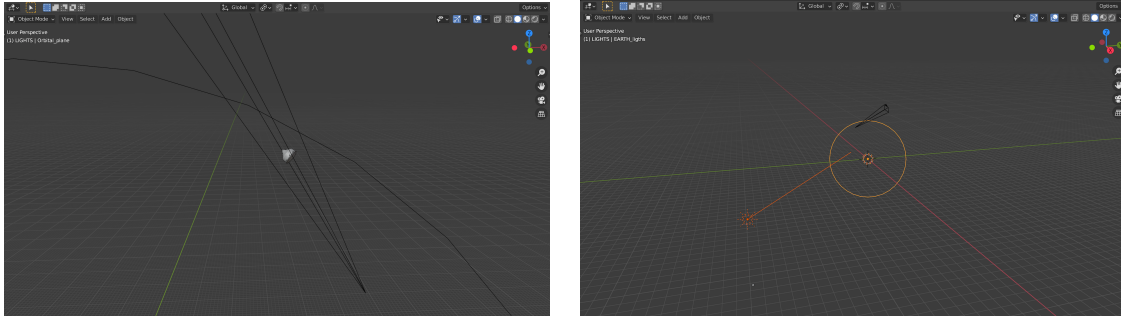 Global
Options
Object Mode View Select Add Object
User Perspective
(1) LIGHTS | Orbital_plane
Global
Options
Object Mode View Select Add Object
User Perspective
(1) LIGHTS | EARTH_ligths